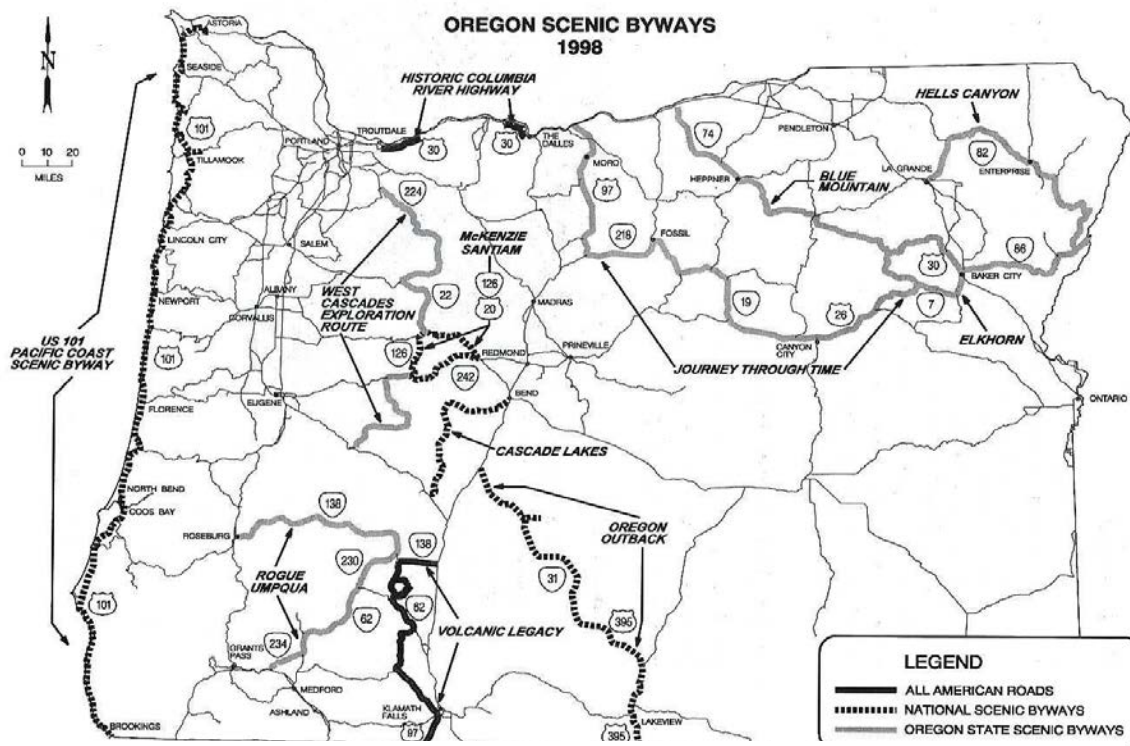 OREGON SCENIC BYWAYS
1998
N
0 10 20
MILES
ASTORIA
SEASIDE
101
TILLAMOOK
LINCOLN CITY
NEWPORT
US 101
PACIFIC COAST
SCENIC BYWAY
101
FLORENCE
NORTH BEND
COOS BAY
101
BROOKINGS
HISTORIC COLUMBIA
RIVER HIGHWAY
PORTLAND
TROUTDALE
30
30
THE
DALLES
224
SALEM
ALBANY
CORVALLIS
McKENZIE
SANTIAM
126
20
WEST
CASCADES
EXPLORATION
ROUTE
22
126
242
EUGENE
MADRAS
REDMOND
PRINEVILLE
BEND
CASCADE LAKES
MORO
97
218
FOSSIL
74
HEPPNER
PENDLETON
BLUE
MOUNTAIN
HELLS CANYON
82
LA GRANDE
ENTERPRISE
86
30
BAKER CITY
7
ELKHORN
19
26
CANYON
CITY
JOURNEY THROUGH TIME
ONTARIO
138
ROSEBURG
ROGUE
UMPQUA
230
138
62
62
VOLCANIC LEGACY
234
GRANTS
PASS
MEDFORD
ASHLAND
KLAMATH
FALLS
97
OREGON
OUTBACK
31
395
LAKEVIEW
395
LEGEND
ALL AMERICAN ROADS
NATIONAL SCENIC BYWAYS
OREGON STATE SCENIC BYWAYS